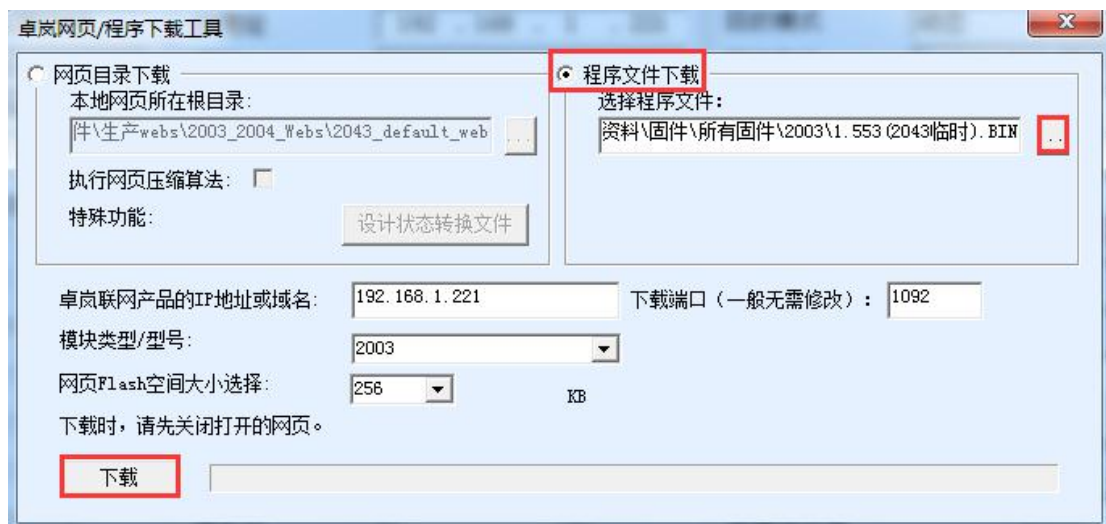 卓岚网页/程序下载工具
网页目录下载
程序文件下载
本地网页所在根目录:
选择程序文件:
件\生产webs\2003_2004_Webs\2043_default_web
...
资料\固件\所有固件\2003\1.553(2043临时).BIN
..
执行网页压缩算法:
特殊功能:
设计状态转换文件
卓岚联网产品的IP地址或域名:
192.168.1.221
下载端口（一般无需修改）:
1092
模块类型/型号:
2003
网页Flash空间大小选择:
256
KB
下载时，请先关闭打开的网页。
下载